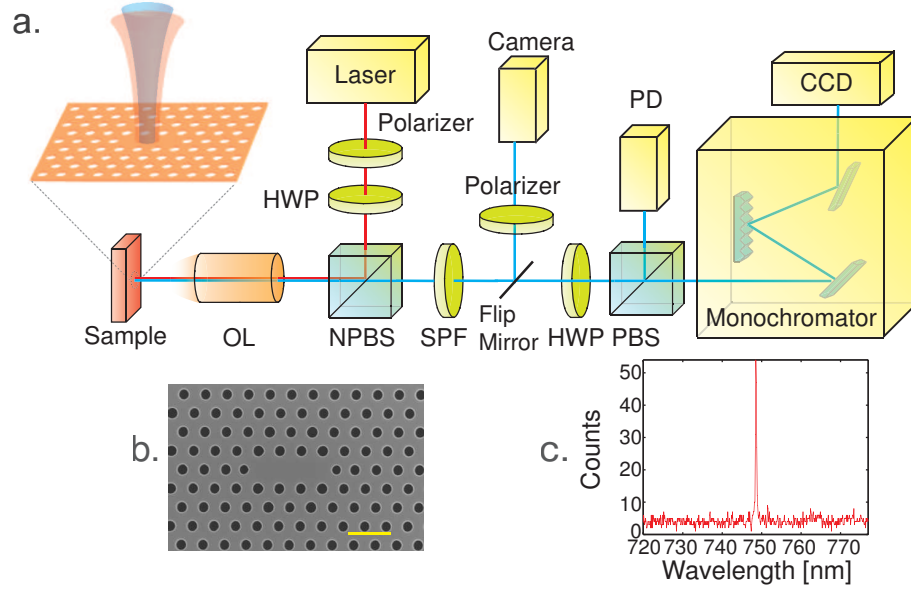 a.
Laser
Camera
CCD
PD
Polarizer
Polarizer
HWP
Sample
OL
NPBS
SPF
Flip
Mirror
HWP
PBS
Monochromator
b.
c.
Counts
50
40
30
20
10
0
720 730 740 750 760 770
Wavelength [nm]